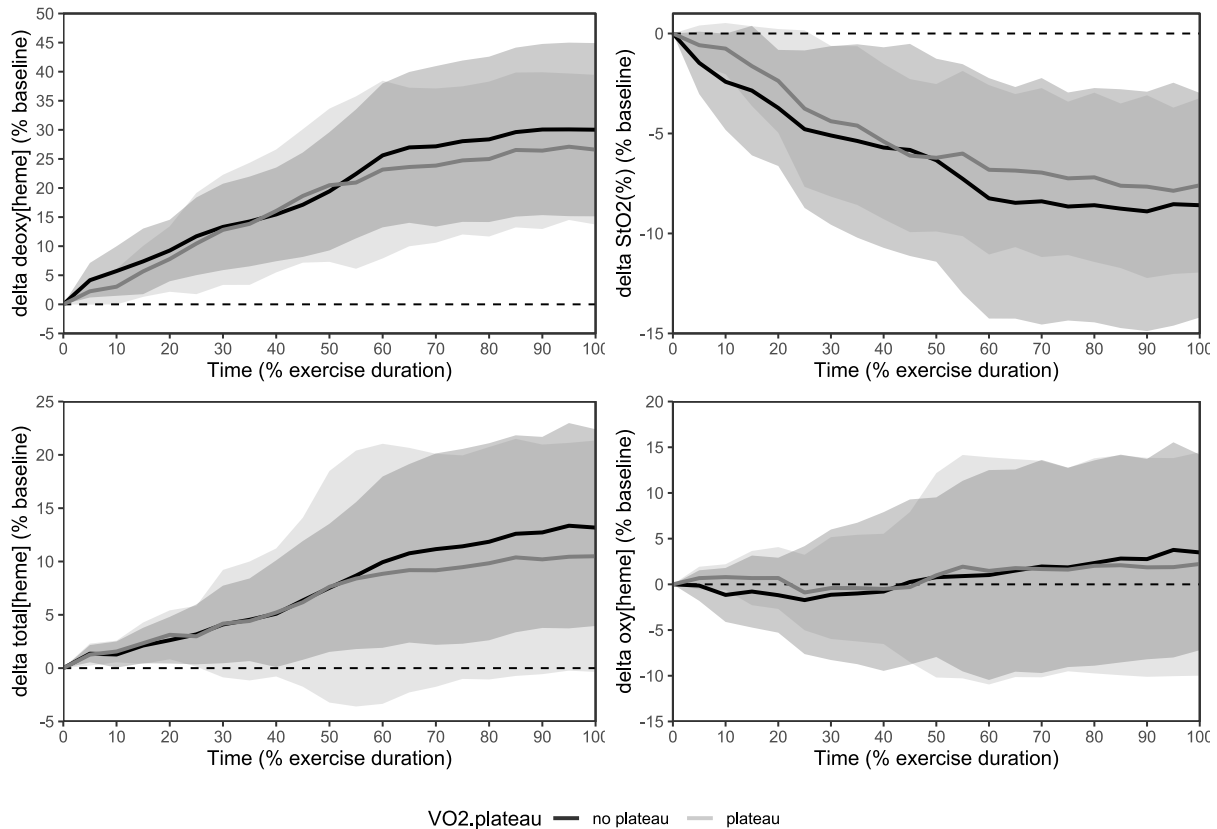 delta deoxy[heme] (% baseline)
50
45
40
35
30
25
20
15
10
5
0
-5
0 10 20 30 40 50 60 70 80 90 100
Time (% exercise duration)
delta StO2(%) (% baseline)
0
-5
-10
-15
0 10 20 30 40 50 60 70 80 90 100
Time (% exercise duration)
delta total[heme] (% baseline)
25
20
15
10
5
0
-5
0 10 20 30 40 50 60 70 80 90 100
Time (% exercise duration)
delta oxy[heme] (% baseline)
20
15
10
5
0
-5
-10
-15
0 10 20 30 40 50 60 70 80 90 100
Time (% exercise duration)
VO2.plateau no plateau plateau